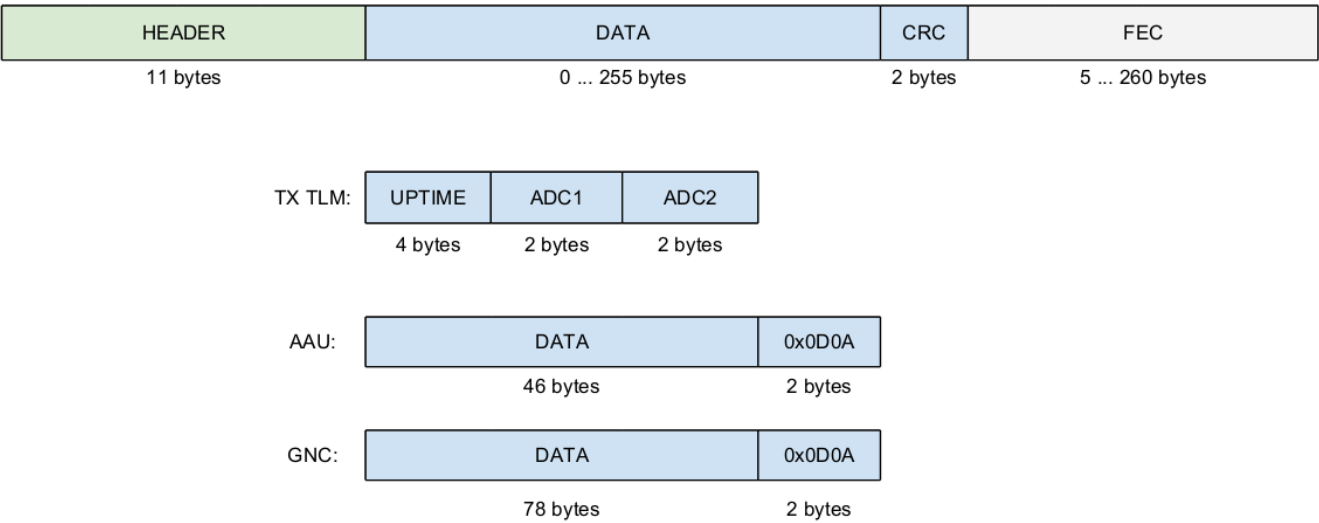 HEADER DATA CRC FEC
11 bytes 0 ... 255 bytes 2 bytes 5 ... 260 bytes
TX TLM: UPTIME ADC1 ADC2
4 bytes 2 bytes 2 bytes
AAU: DATA 0x0D0A
46 bytes 2 bytes
GNC: DATA 0x0D0A
78 bytes 2 bytes